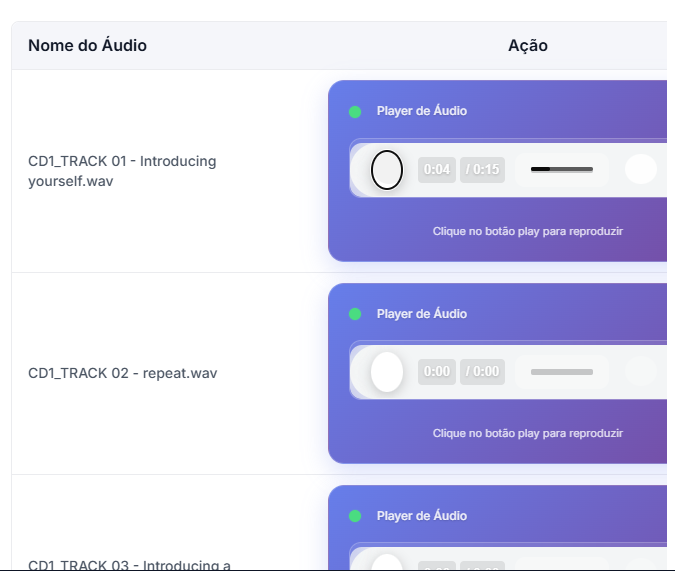 Nome do Áudio
Ação
Player de Áudio
CD1_TRACK 01 - Introducing
yourself.wav
0:04 / 0:15
Clique no botão play para reproduzir
Player de Áudio
CD1_TRACK 02 - repeat.wav
0:00 / 0:00
Clique no botão play para reproduzir
Player de Áudio
CD1_TRACK 03 - Introducing a